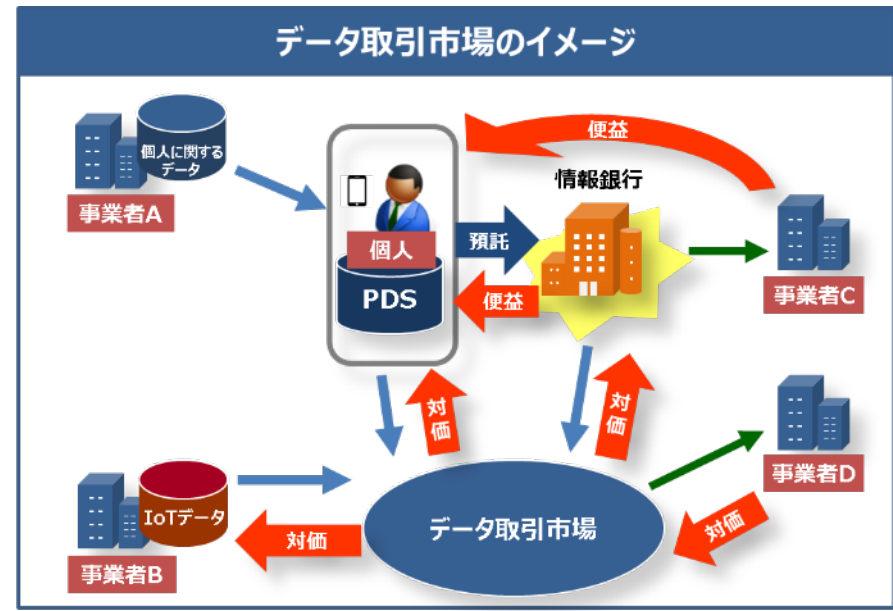 データ取引市場のイメージ
個人に関する
データ
事業者A
便益
情報銀行
個人
預託
PDS
便益
事業者C
対
価
対
価
IoTデータ
事業者B
対価
データ取引市場
事業者D
対価